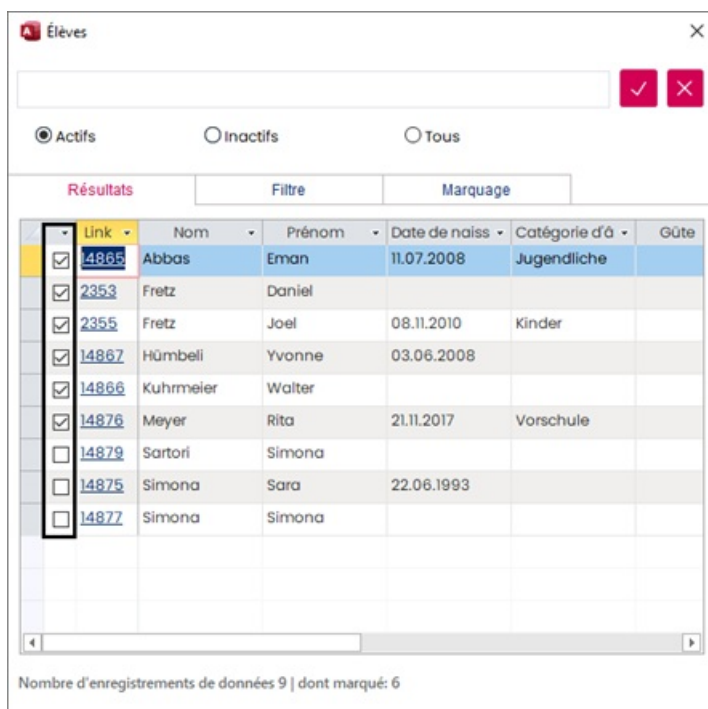 Élèves
Actifs Inactifs Tous
Résultats Filtre Marquage
Link Nom Prénom Date de naiss Catégorie d'â Güte
14865 Abbas Eman 11.07.2008 Jugendliche
2353 Fretz Daniel
2355 Fretz Joel 08.11.2010 Kinder
14867 Hümbeli Yvonne 03.06.2008
14866 Kuhrmeier Walter
14876 Meyer Rita 21.11.2017 Vorschule
14879 Sartori Simona
14875 Simona Sara 22.06.1993
14877 Simona Simona
Nombre d'enregistrements de données 9 | dont marqué: 6